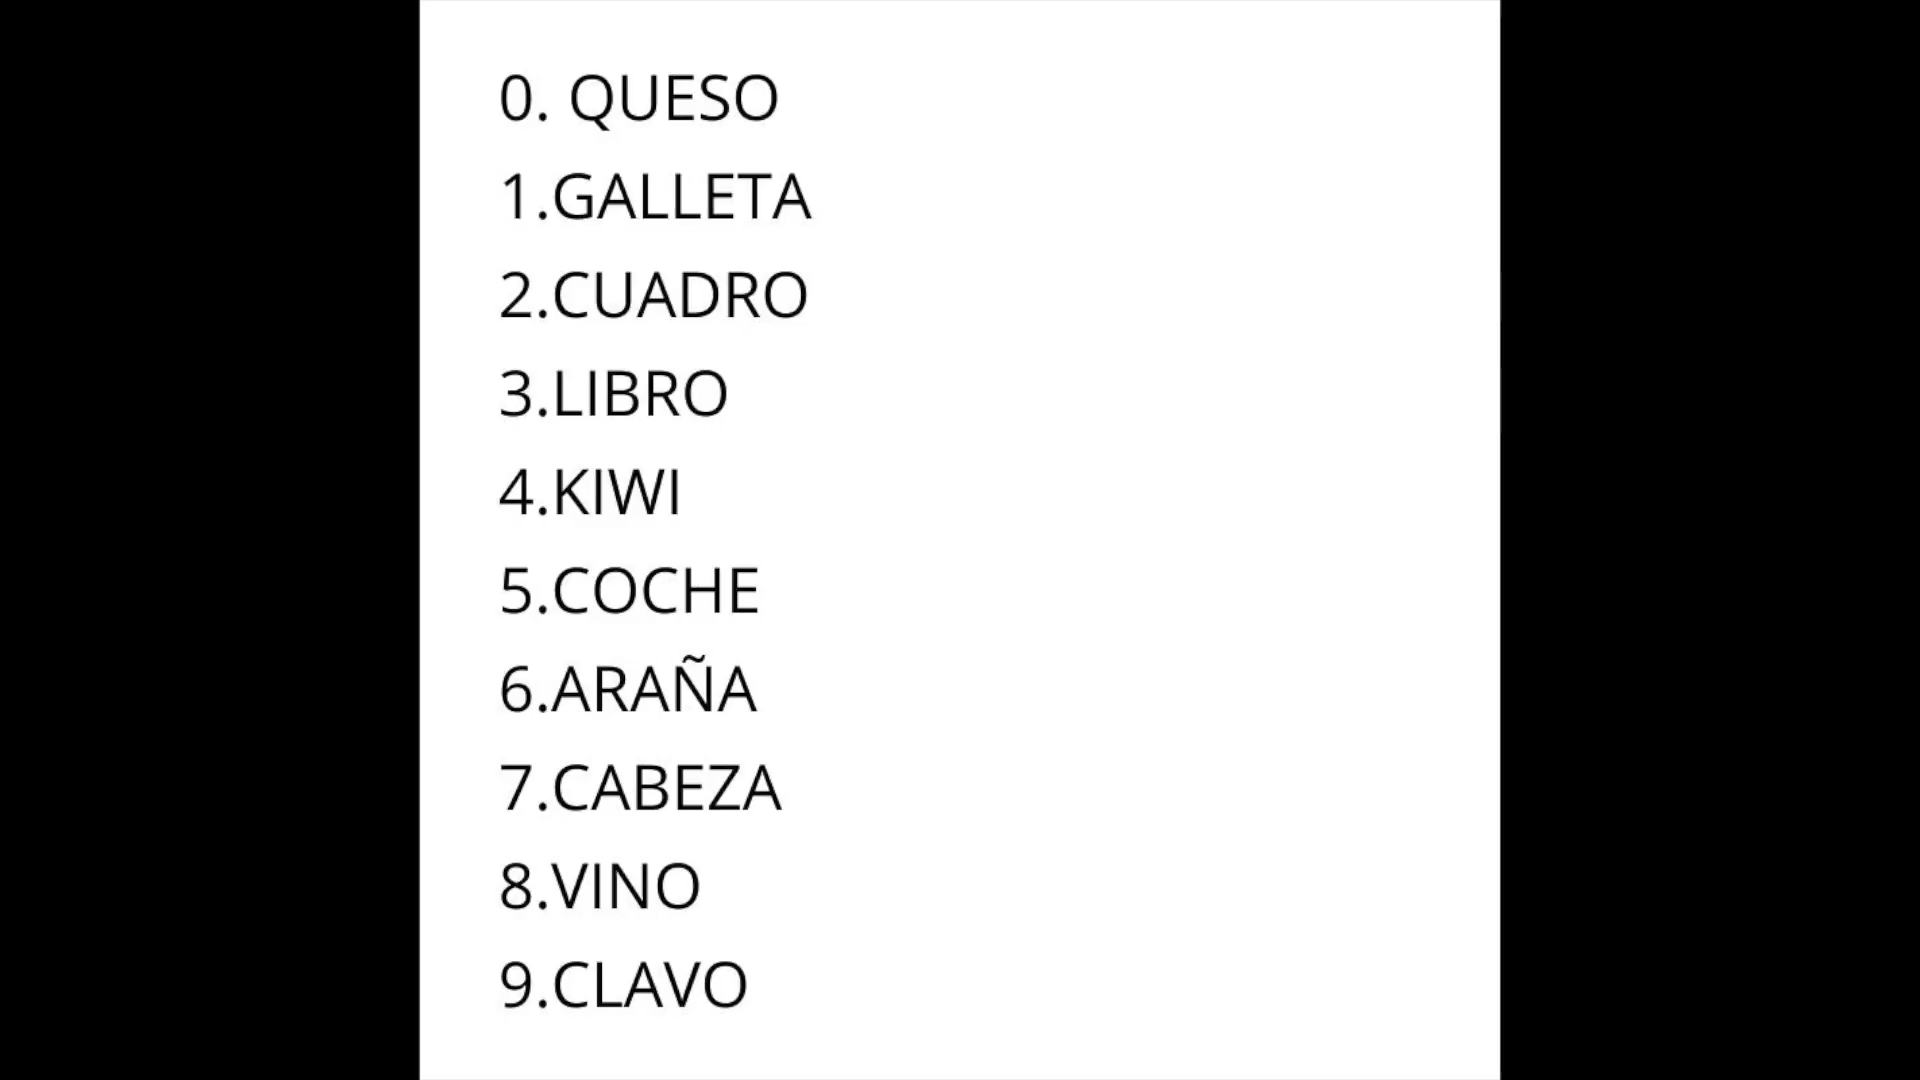 0. QUESO
1.GALLETA
2.CUADRO
3.LIBRO
4.KIWI
5.COCHE
6.ARAÑA
7.CABEZA
8.VINO
9.CLAVO